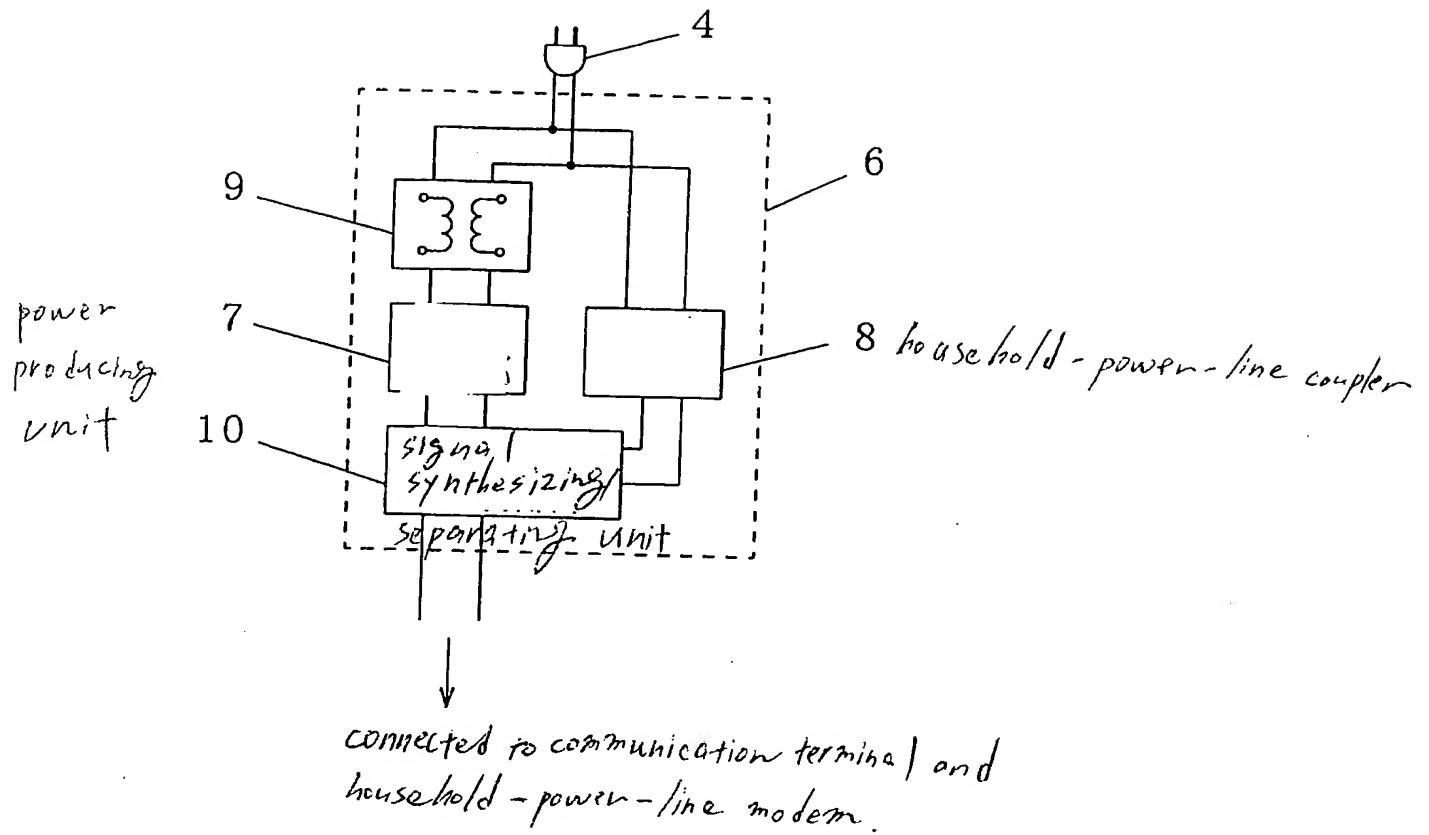 4
6
9
power
producing
unit
7
8 household-power-line coupler
10
signal
synthesizing/
separating unit
connected to communication terminal and
household-power-line modem.